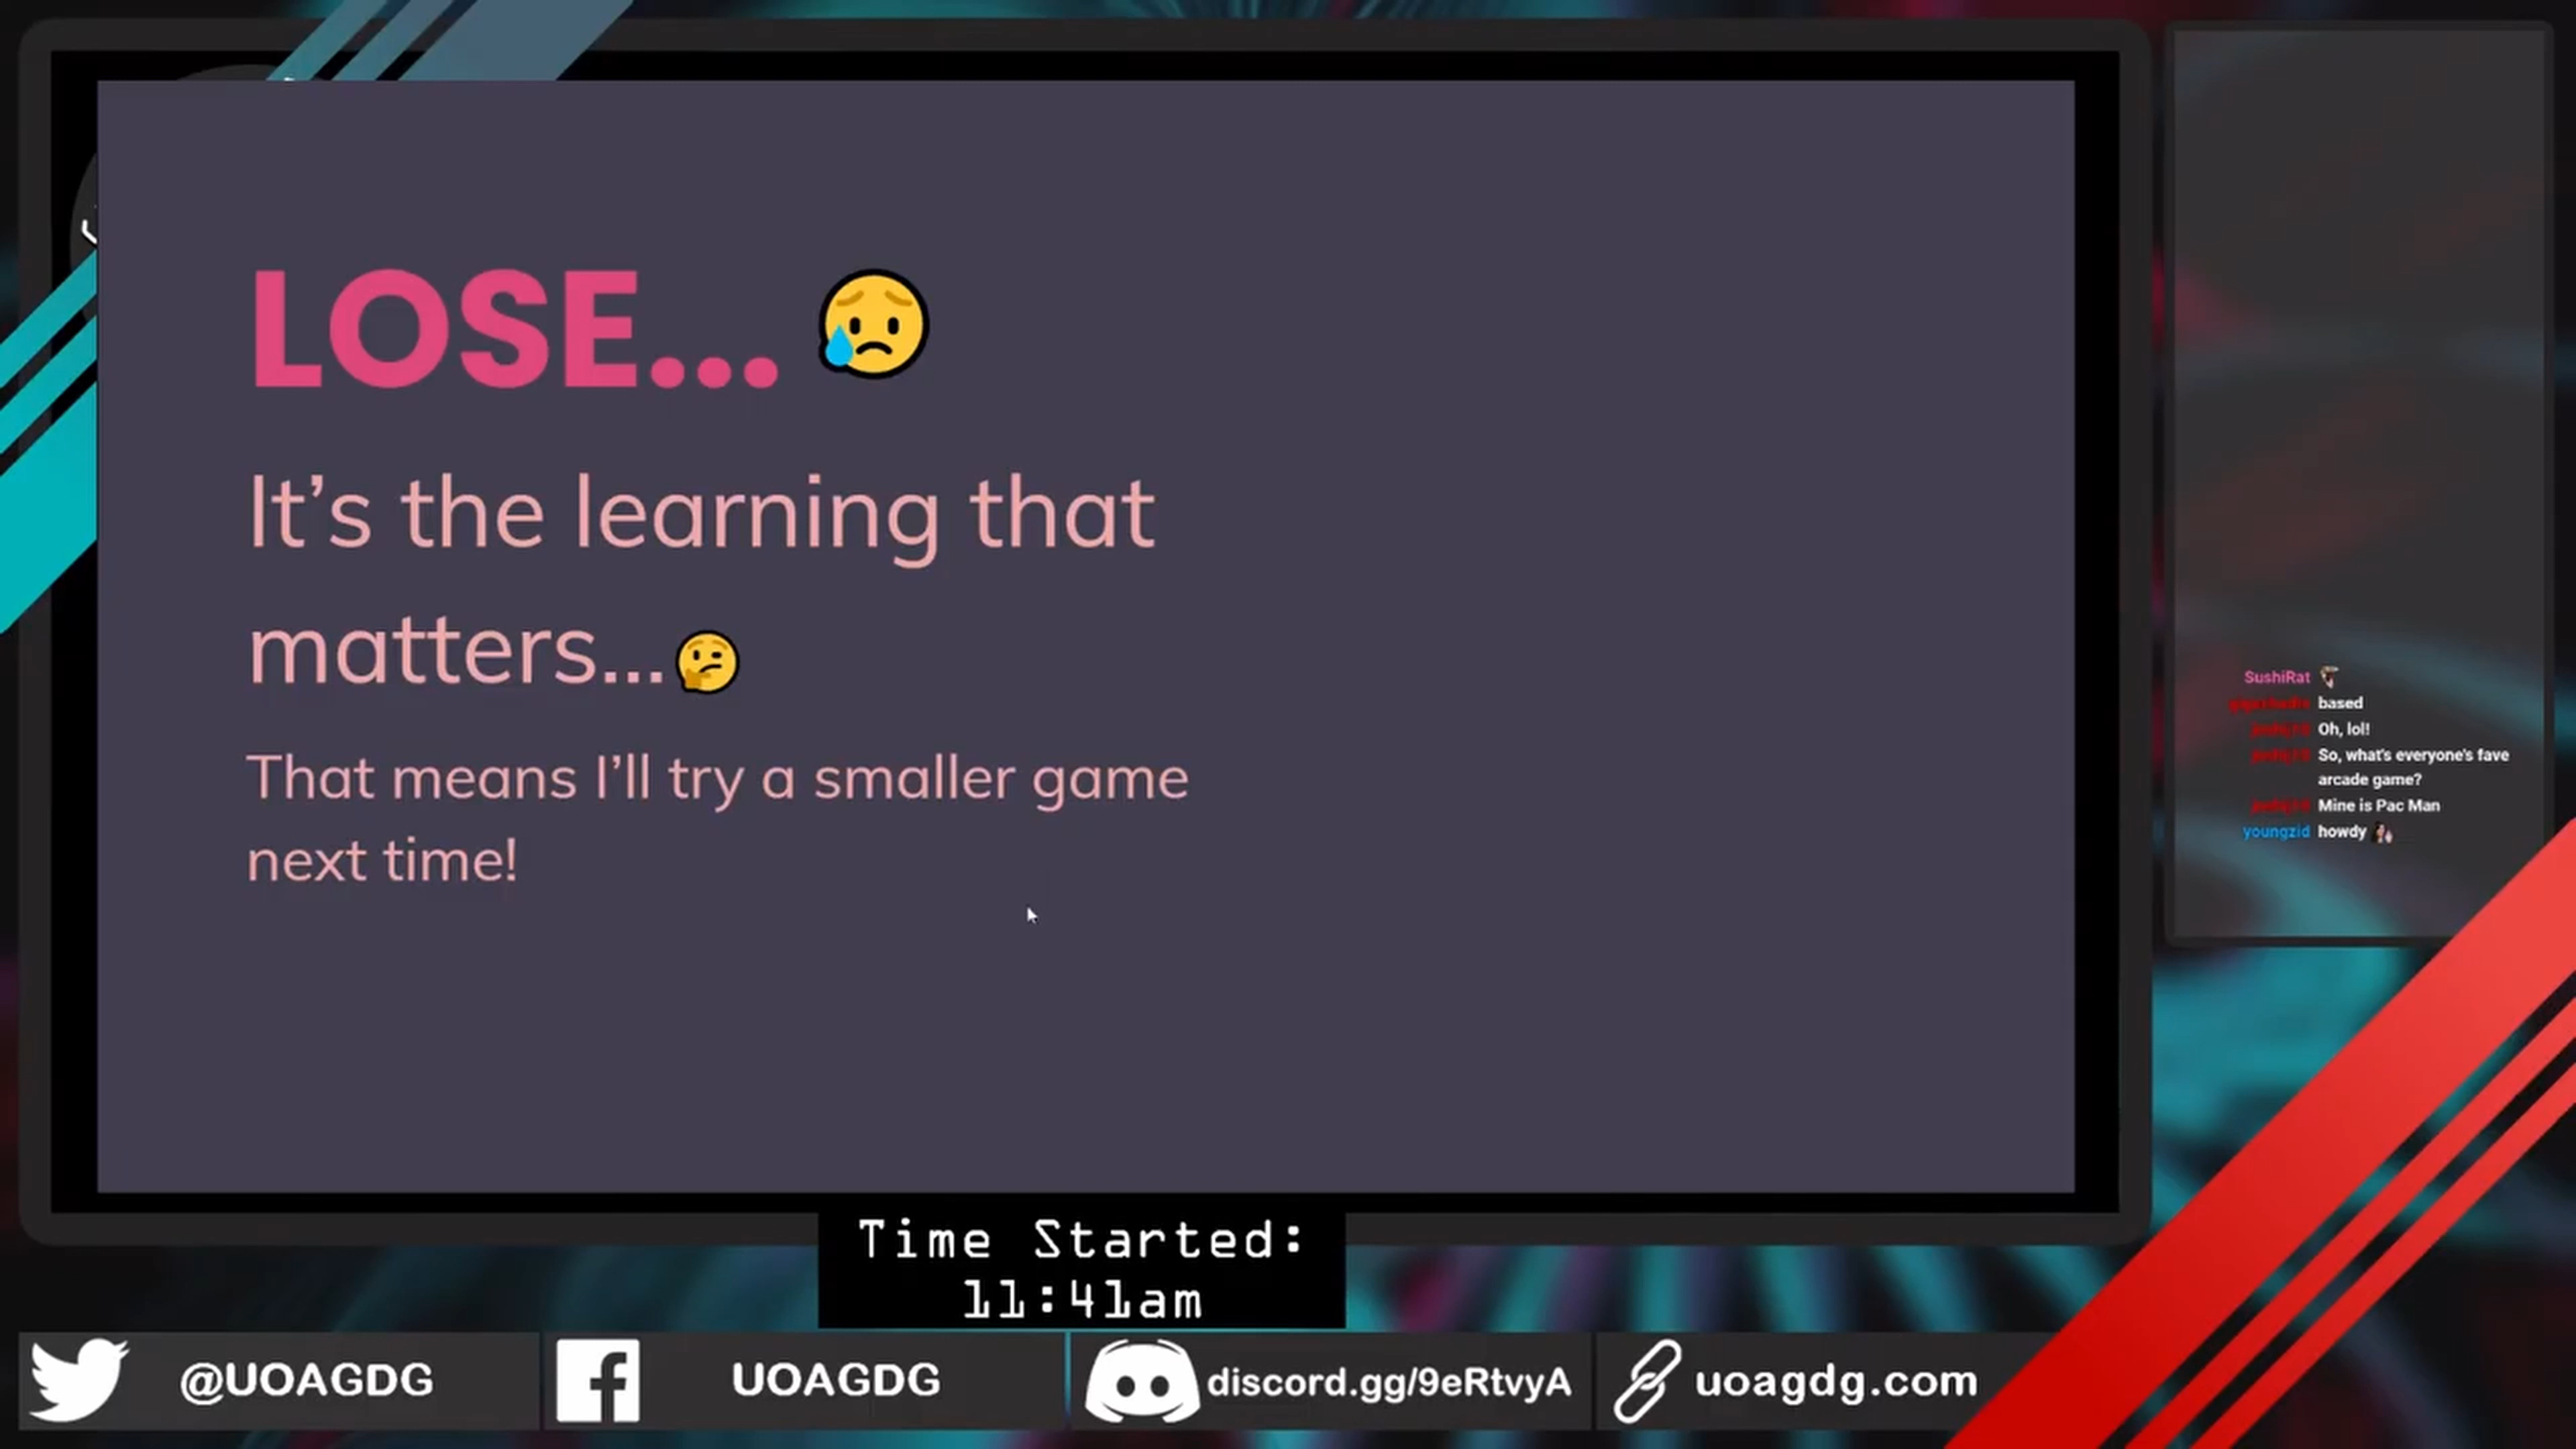 LOSE...
It’s the learning that
matters...
That means I’ll try a smaller game
next time!
SushiRat
based
Oh, lol!
So, what's everyone's fave
arcade game?
Mine is Pac Man
youngzid howdy
Time Started:
11:41am
@UOAGDG
UOAGDG
discord.gg/9eRtvyA
uoagdg.com